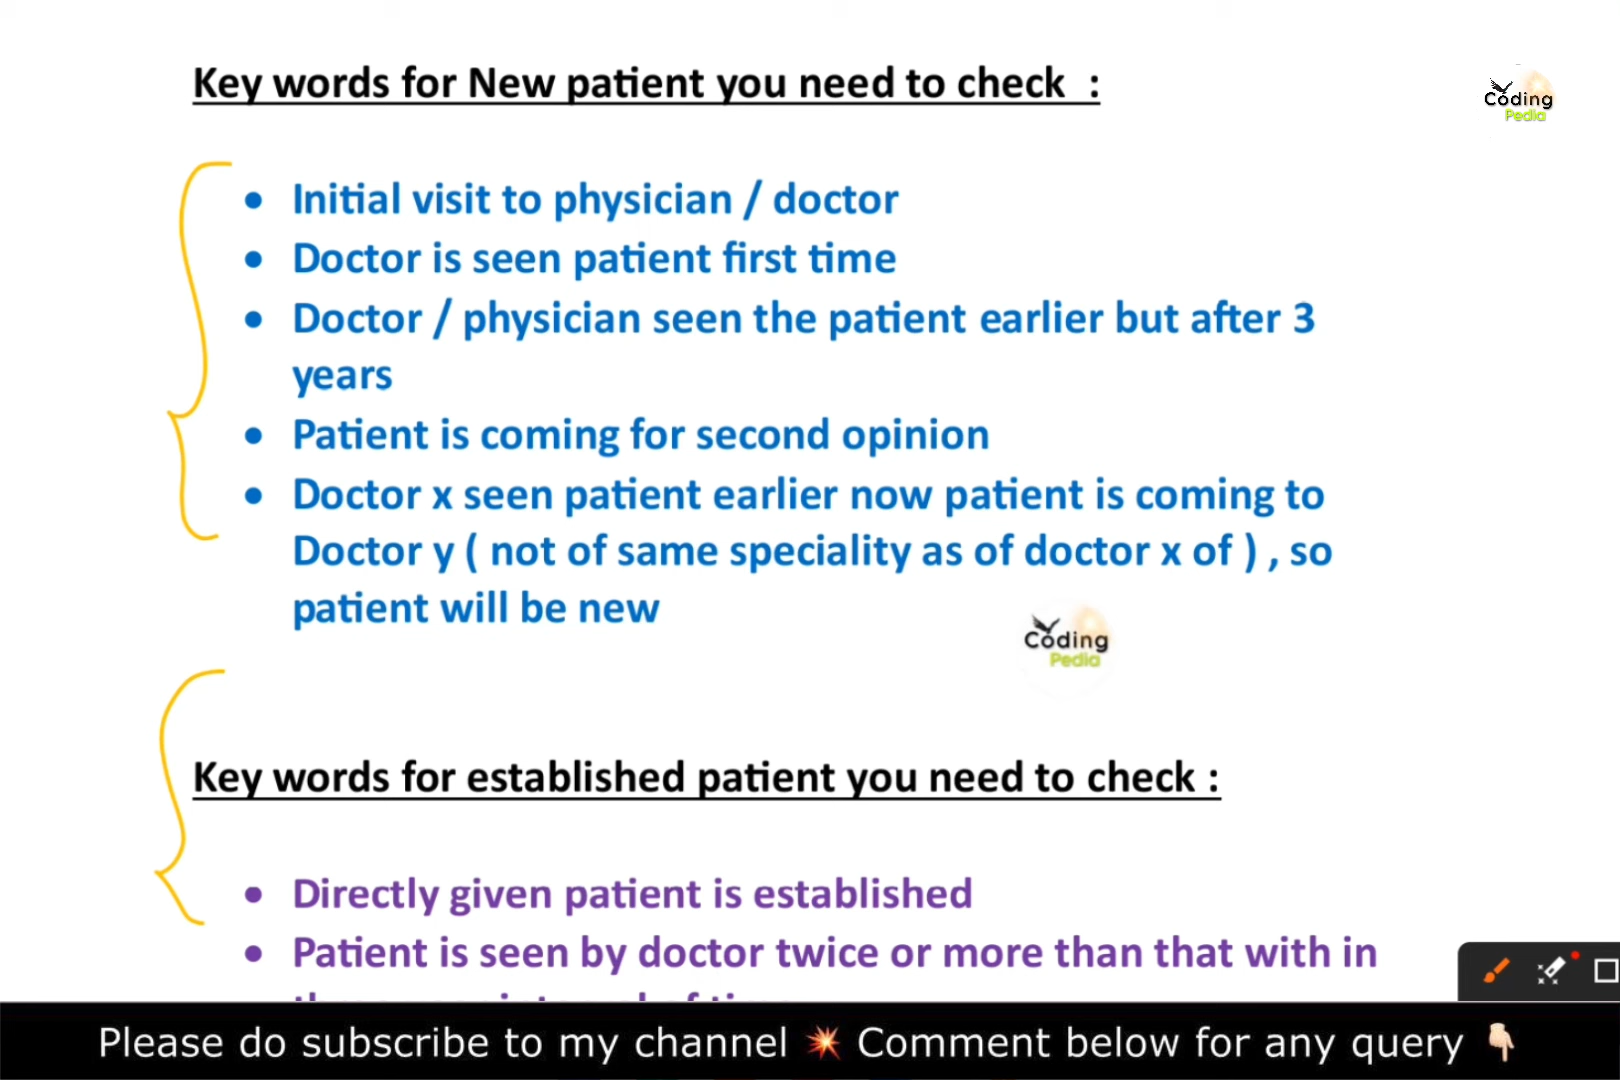 Key words for New patient you need to check :
Coding
Pedia
• Initial visit to physician / doctor
• Doctor is seen patient first time
• Doctor / physician seen the patient earlier but after 3
years
• Patient is coming for second opinion
• Doctor x seen patient earlier now patient is coming to
Doctor y ( not of same speciality as of doctor x of ) , so
patient will be new
Coding
Pedia
Key words for established patient you need to check :
• Directly given patient is established
• Patient is seen by doctor twice or more than that with in
Please do subscribe to my channel 💥 Comment below for any query 👇🏻